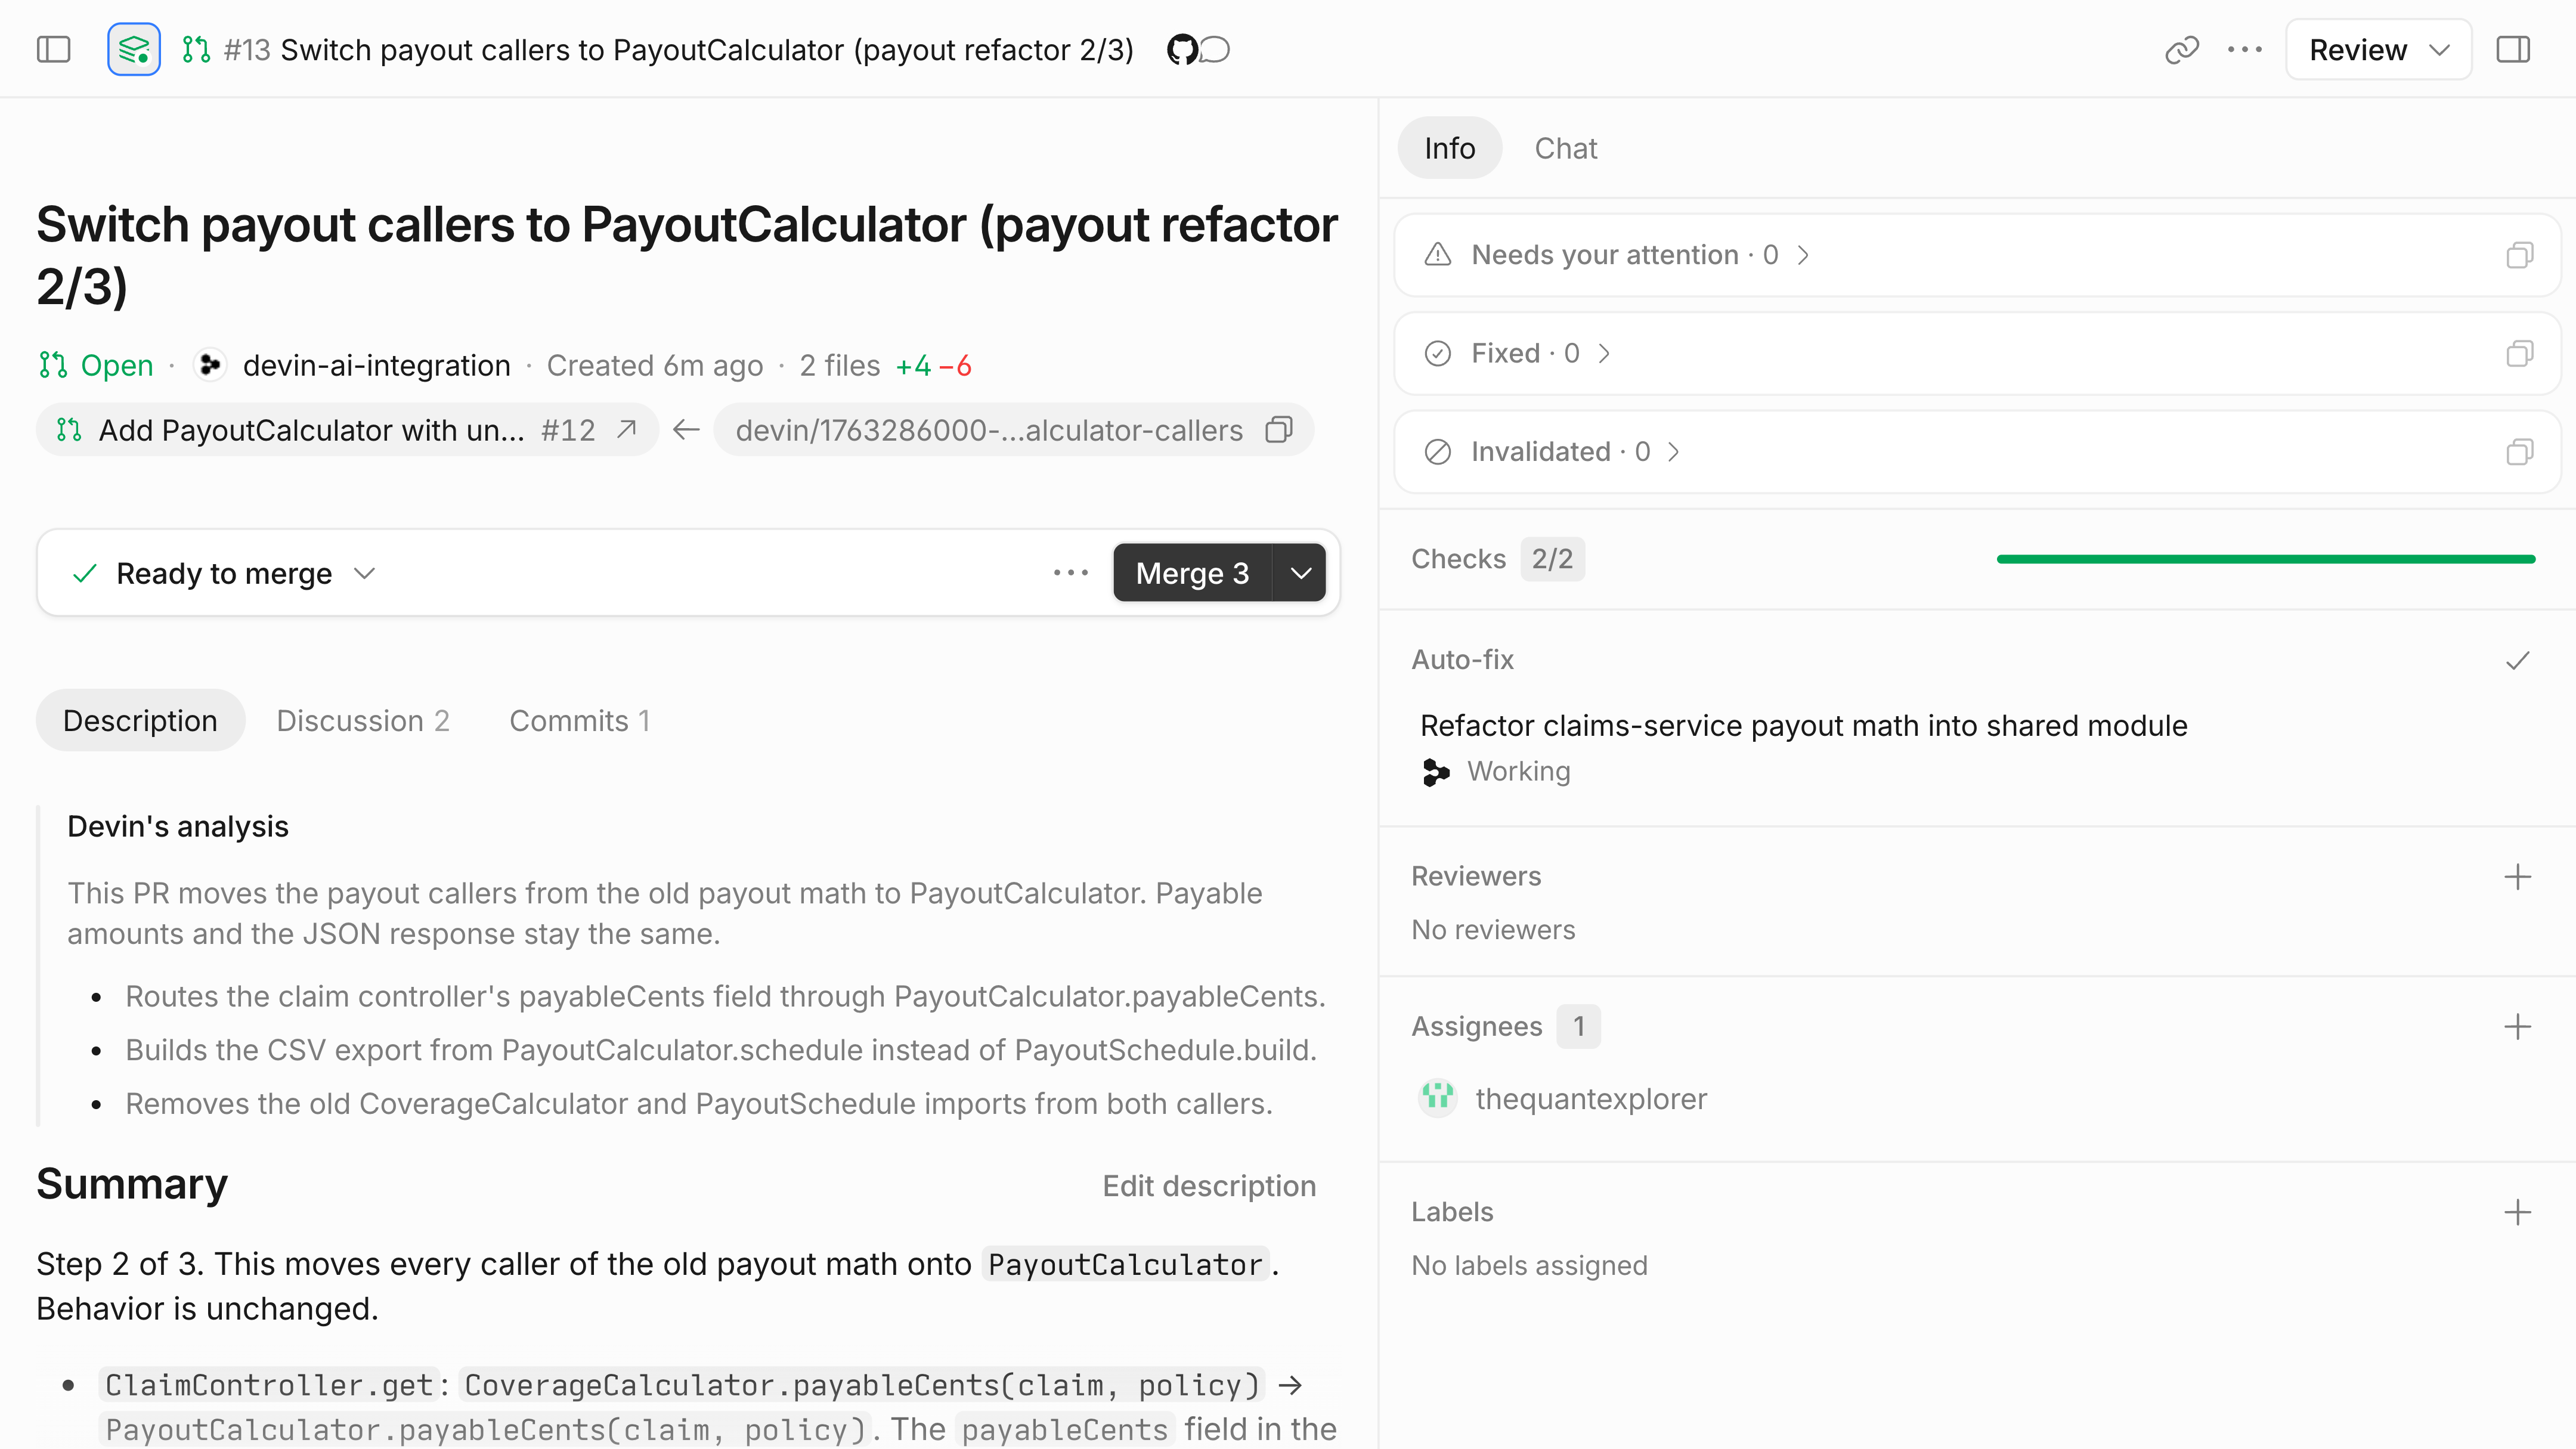 #13 Switch payout callers to PayoutCalculator (payout refactor 2/3)
Review
Switch payout callers to PayoutCalculator (payout refactor
2/3)
Open · devin-ai-integration · Created 6m ago · 2 files +4 −6
Add PayoutCalculator with un... #12 ↗ ← devin/1763286000-...alculator-callers
Ready to merge
Merge 3
Description
Discussion 2
Commits 1
Devin's analysis
This PR moves the payout callers from the old payout math to PayoutCalculator. Payable
amounts and the JSON response stay the same.
• Routes the claim controller's payableCents field through PayoutCalculator.payableCents.
• Builds the CSV export from PayoutCalculator.schedule instead of PayoutSchedule.build.
• Removes the old CoverageCalculator and PayoutSchedule imports from both callers.
Summary
Edit description
Step 2 of 3. This moves every caller of the old payout math onto PayoutCalculator.
Behavior is unchanged.
• ClaimController.get: CoverageCalculator.payableCents(claim, policy) →
PayoutCalculator.payableCents(claim, policy). The payableCents field in the
Info
Chat
Needs your attention · 0
Fixed · 0
Invalidated · 0
Checks 2/2
Auto-fix
Refactor claims-service payout math into shared module
Working
Reviewers
No reviewers
Assignees 1
thequantexplorer
Labels
No labels assigned